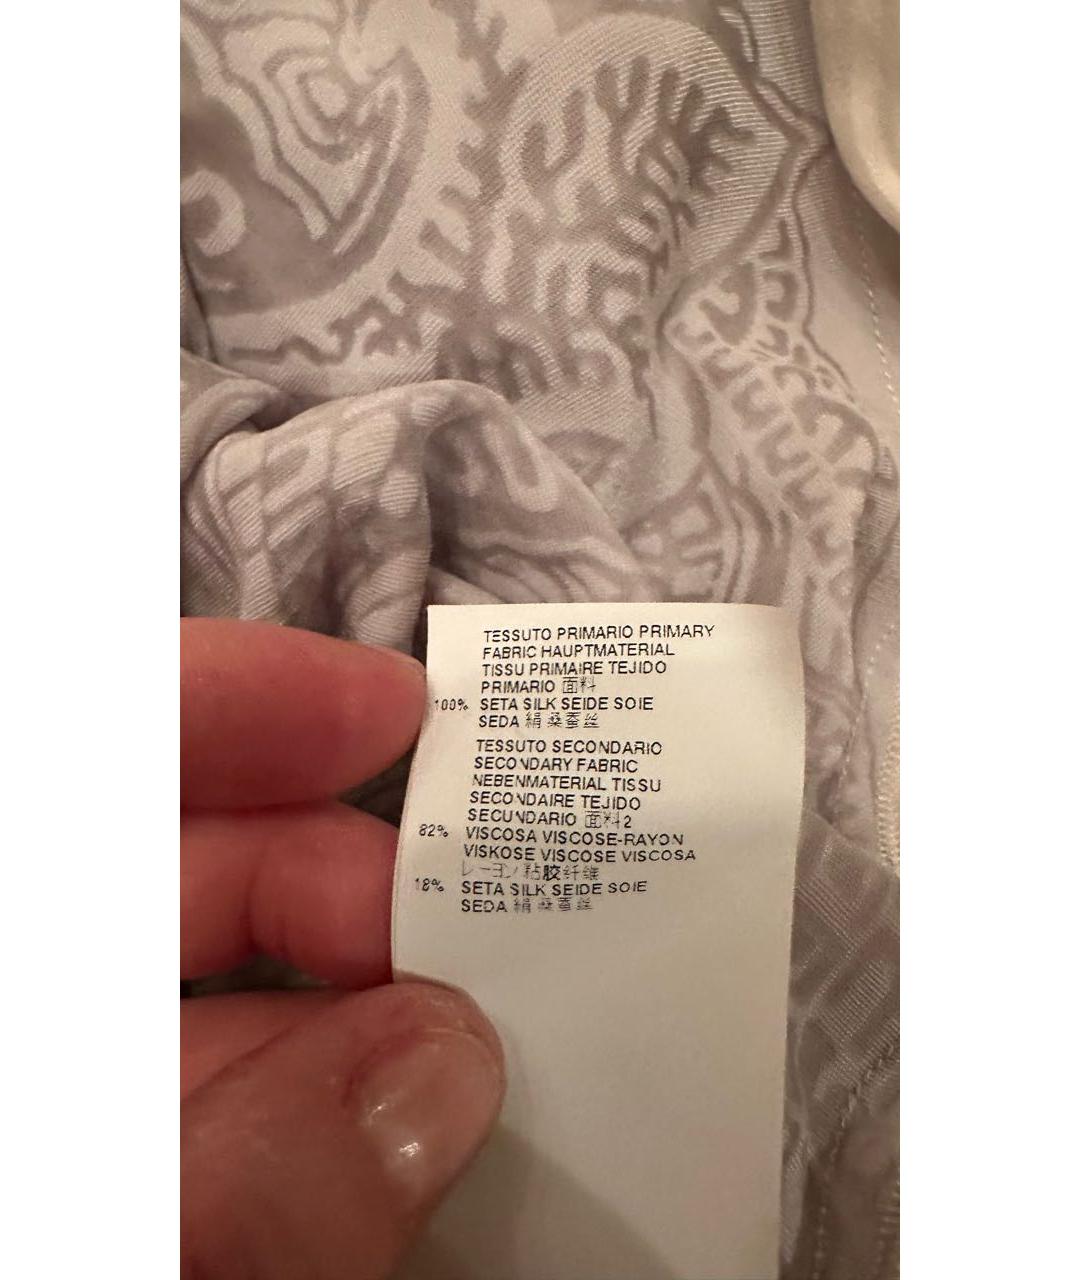 TESSUTO PRIMARIO PRIMARY
FABRIC HAUPTMATERIAL
TISSU PRIMAIRE TEJIDO
PRIMARIO 面料
100% SETA SILK SEIDE SOIE
SEDA 絹 桑蚕丝
TESSUTO SECONDARIO
SECONDARY FABRIC
NEBENMATERIAL TISSU
SECONDAIRE TEJIDO
SECUNDARIO 面料2
82% VISCOSA VISCOSE-RAYON
VISKOSE VISCOSE VISCOSA
レーヨン 粘胶纤维
18% SETA SILK SEIDE SOIE
SEDA 絹 桑蚕丝